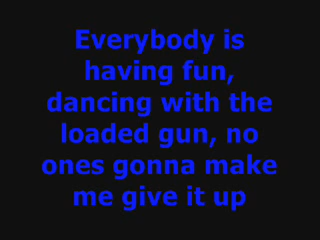 Everybody is
having fun,
dancing with the
loaded gun, no
ones gonna make
me give it up